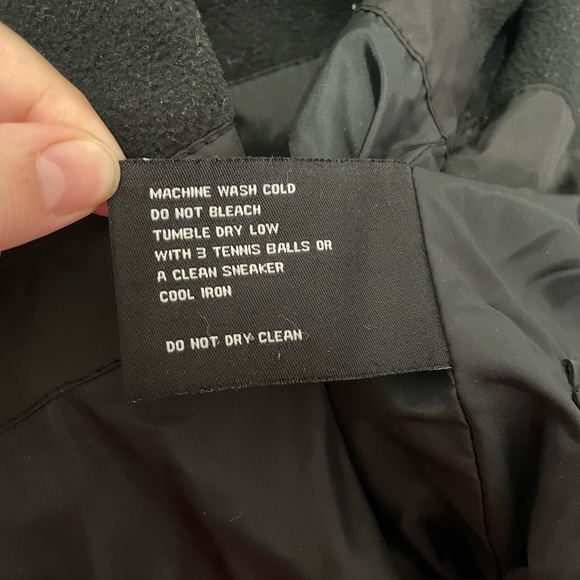 MACHINE WASH COLD
DO NOT BLEACH
TUMBLE DRY LOW
WITH 3 TENNIS BALLS OR
A CLEAN SNEAKER
COOL IRON
DO NOT DRY CLEAN